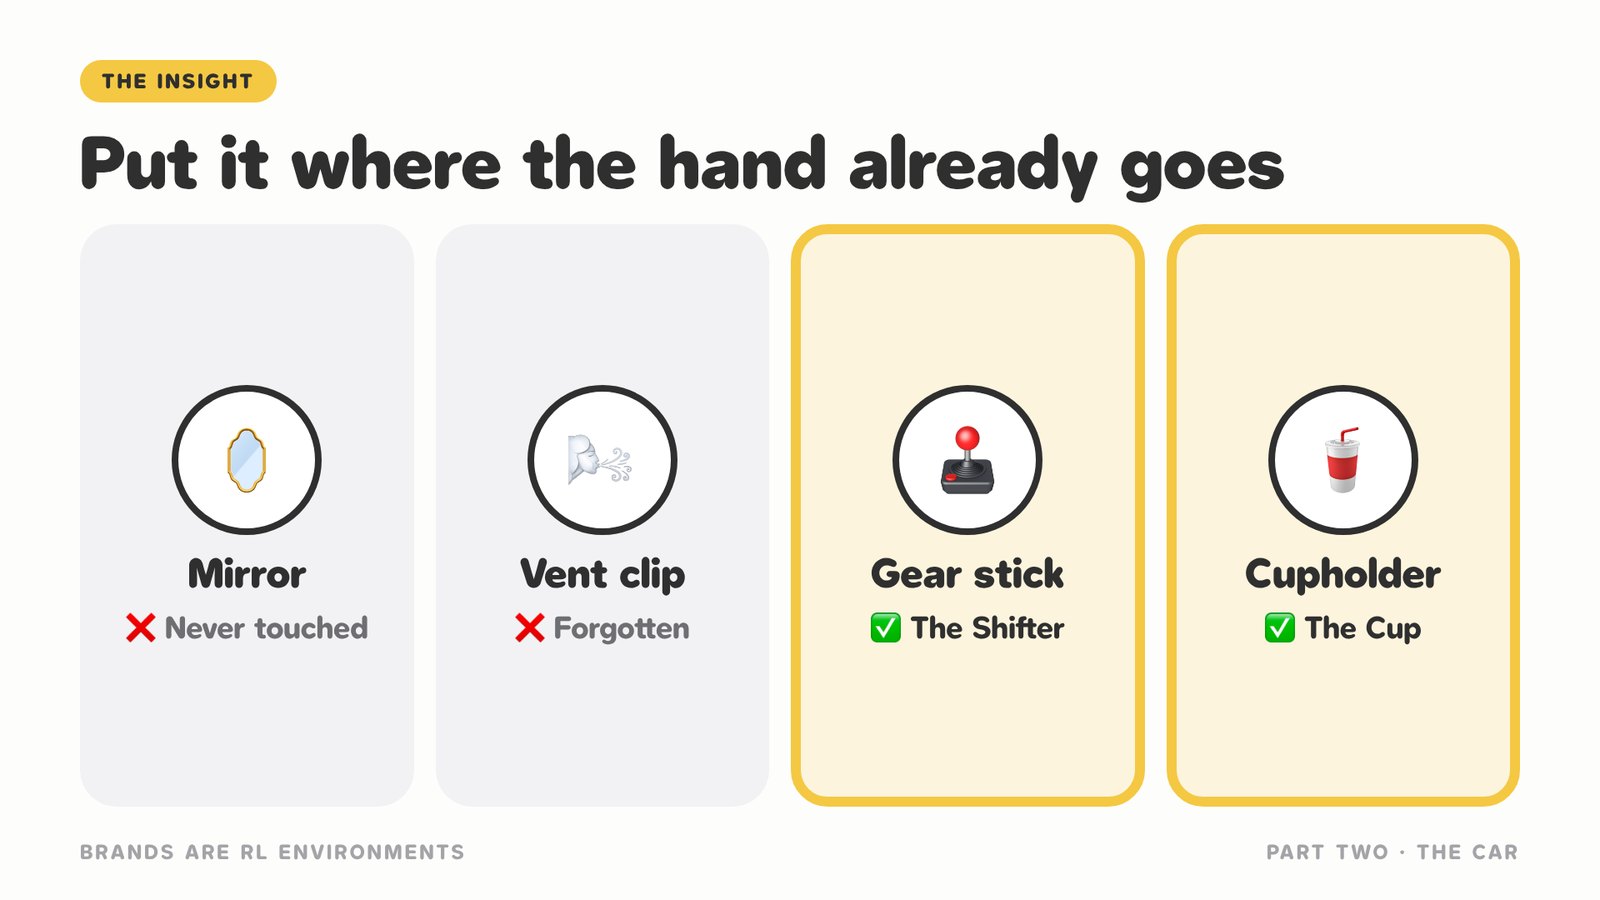 THE INSIGHT
Put it where the hand already goes
Mirror
❌ Never touched
Vent clip
❌ Forgotten
Gear stick
✅ The Shifter
Cupholder
✅ The Cup
BRANDS ARE RL ENVIRONMENTS
PART TWO · THE CAR